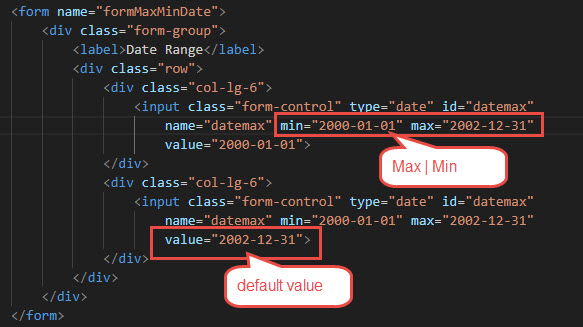 <form name="formMaxMinDate">
<div class="form-group">
<label>Date Range</label>
<div class="row">
<div class="col-lg-6">
<input class="form-control" type="date" id="datemax"
name="datemax" min="2000-01-01" max="2002-12-31"
value="2000-01-01">
Max | Min
</div>
<div class="col-lg-6">
<input class="form-control" type="date" id="datemax"
name="datemax" min="2000-01-01" max="2002-12-31"
value="2002-12-31">
</div>
default value
</div>
</div>
</form>